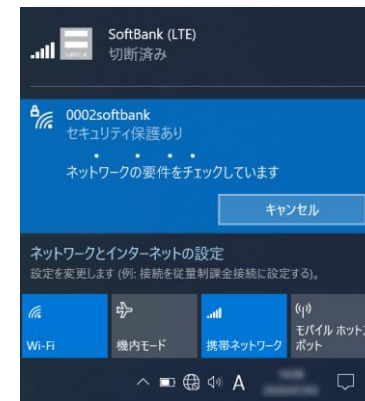 SoftBank (LTE)
切断済み
0002softbank
セキュリティ保護あり
ネットワークの要件をチェックしています
キャンセル
ネットワークとインターネットの設定
設定を変更します (例: 接続を従量制課金接続に設定する)。
Wi-Fi
機内モード
携帯ネットワーク
モバイル ホットス
ポット
A